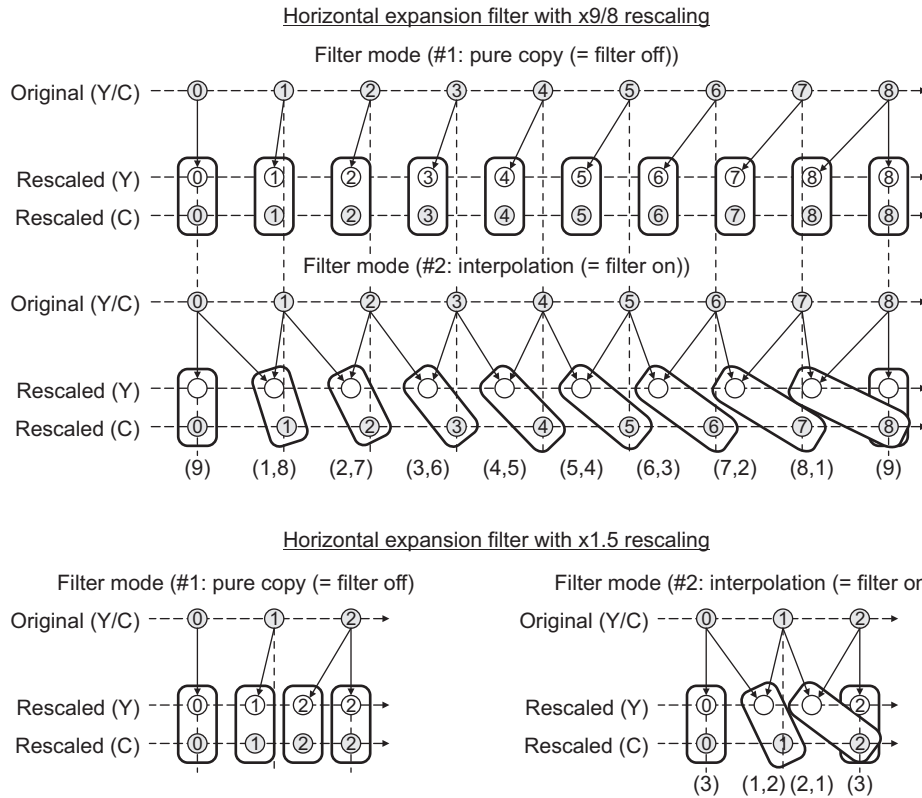 Horizontal expansion filter with x9/8 rescaling
Filter mode (#1: pure copy (= filter off))
Original (Y/C) 0 1 2 3 4 5 6 7 8
Rescaled (Y) 0 1 2 3 4 5 6 7 8 8
Rescaled (C) 0 1 2 3 4 5 6 7 8 8
Filter mode (#2: interpolation (= filter on))
Original (Y/C) 0 1 2 3 4 5 6 7 8
Rescaled (Y)
Rescaled (C) 0 1 2 3 4 5 6 7 8
(9) (1,8) (2,7) (3,6) (4,5) (5,4) (6,3) (7,2) (8,1) (9)
Horizontal expansion filter with x1.5 rescaling
Filter mode (#1: pure copy (= filter off)
Original (Y/C) 0 1 2
Rescaled (Y) 0 1 2 2
Rescaled (C) 0 1 2 2
Filter mode (#2: interpolation (= filter on
Original (Y/C) 0 1 2
Rescaled (Y) 0 2
Rescaled (C) 0 1 2
(3) (1,2) (2,1) (3)